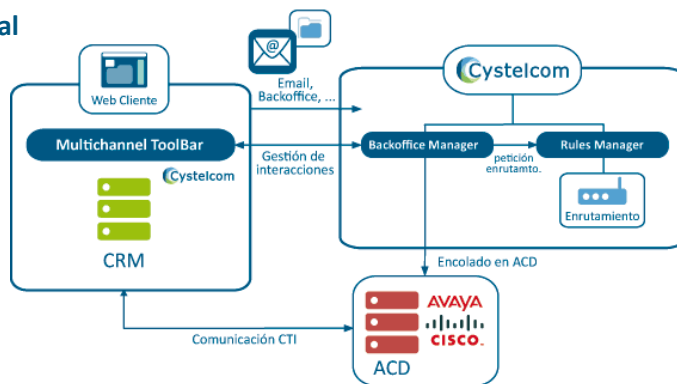 al
@
Web Cliente
Email,
Backoffice, ...
Cystelcom
Multichannel ToolBar
Gestión de
interacciones
Backoffice Manager
petición
enrutamto.
Rules Manager
Cystelcom
CRM
Enrutamiento
Encolado en ACD
AVAYA
CISCO
ACD
Comunicación CTI